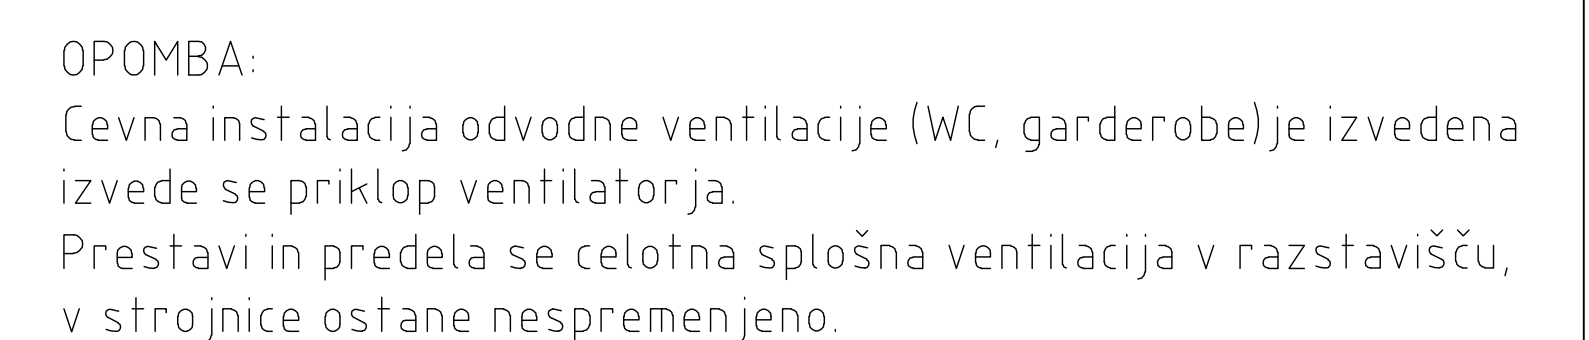 OPOMBA:
Cevna instalacija odvodne ventilacije (WC, garderobe)je izvedena
izvede se priklop ventilatorja.
Prestavi in predela se celotna splošna ventilacija v razstavišču,
v strojnice ostane nespremenjeno.